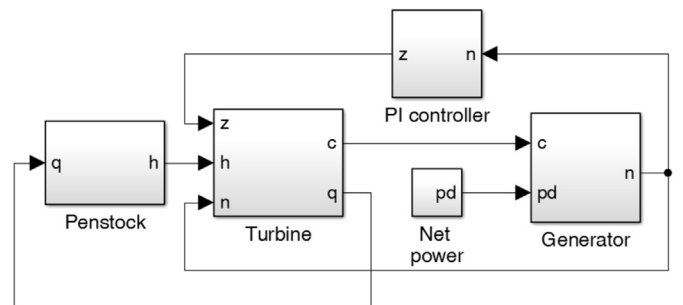 z
n
PI controller
z
h
n
c
q
Turbine
q
h
Penstock
pd
Net
power
c
pd
n
Generator